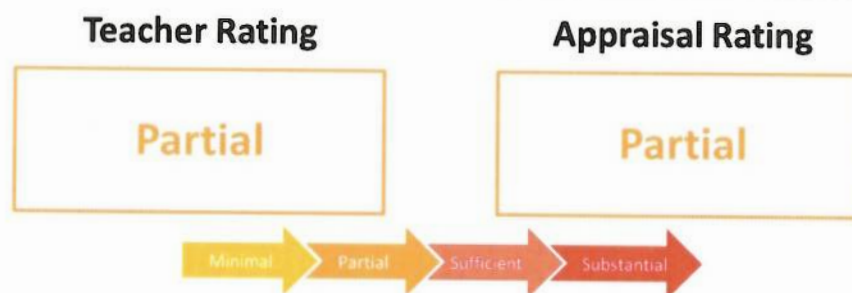 Teacher Rating
Appraisal Rating
Partial
Partial
Minimal Partial Sufficient Substantial